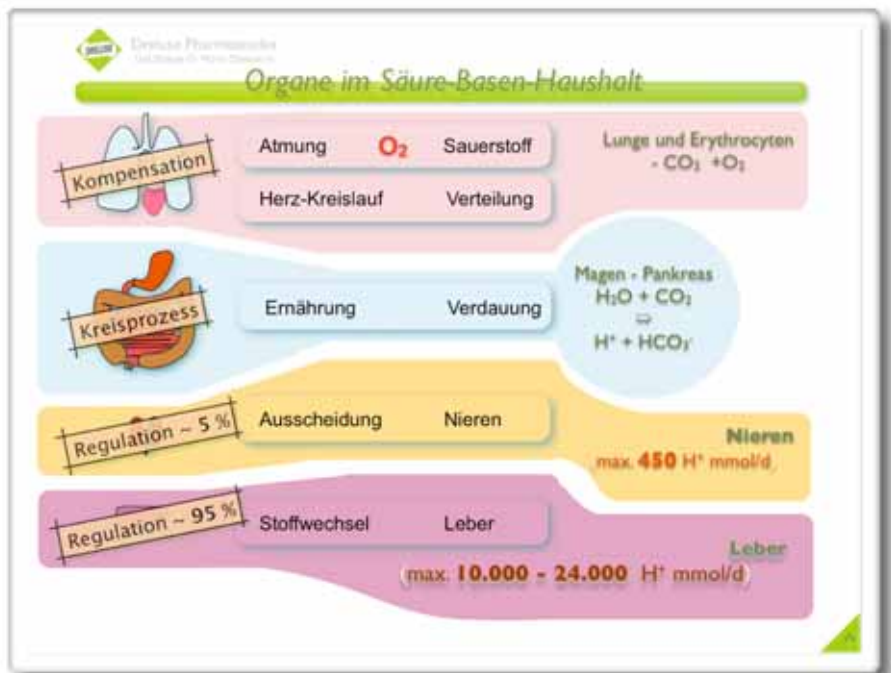 Organe im Säure-Basen-Haushalt
Kompensation
Atmung O₂ Sauerstoff
Herz-Kreislauf Verteilung
Lunge und Erythrocyten
- CO₂ +O₂
Kreisprozess
Ernährung Verdauung
Magen - Pankreas
H₂O + CO₂
⇔
H⁺ + HCO₃⁻
Regulation ~ 5 %
Ausscheidung Nieren
Nieren
max. 450 H⁺ mmol/d
Regulation ~ 95 %
Stoffwechsel Leber
Leber
(max. 10.000 - 24.000 H⁺ mmol/d)